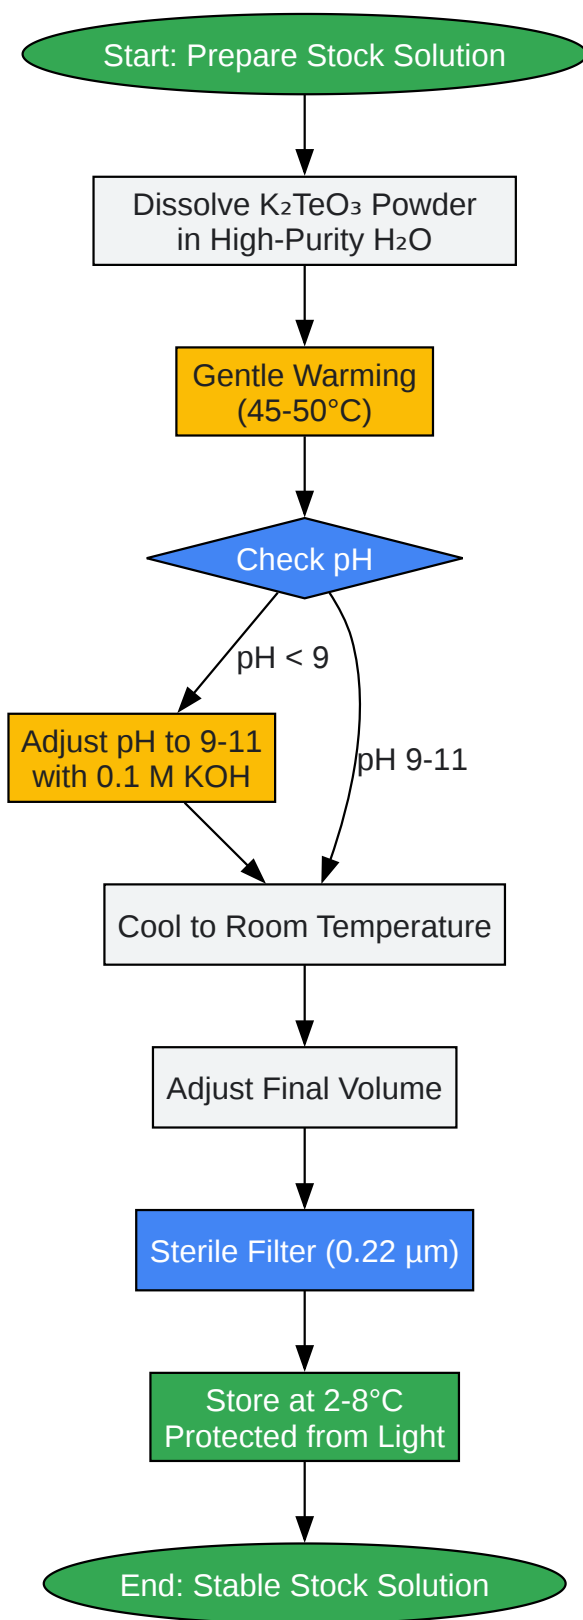 Start: Prepare Stock Solution
Dissolve K₂TeO₃ Powder
in High-Purity H₂O
Gentle Warming
(45-50°C)
Check pH
pH < 9
Adjust pH to 9-11
with 0.1 M KOH
pH 9-11
Cool to Room Temperature
Adjust Final Volume
Sterile Filter (0.22 µm)
Store at 2-8°C
Protected from Light
End: Stable Stock Solution